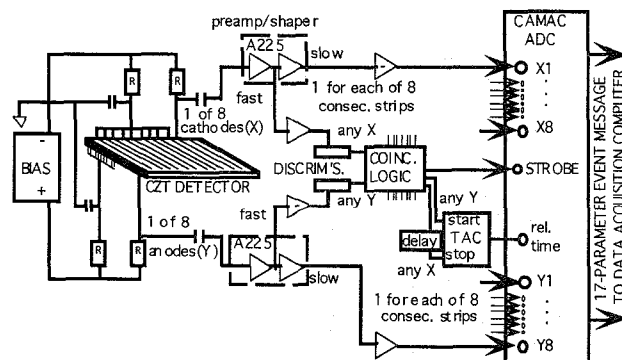 preamp/shaper
A225
slow
fast
1 for each of 8
consec. strips
CAMAC
ADC
X1
X8
R
R
1 of 8
cathodes(X)
any X
BIAS
-
+
CZT DETECTOR
DISCRIM'S.
COINC.
LOGIC
STROBE
any Y
any Y
1 of 8
anodes(Y)
fast
A225
slow
R
R
start
TAC
stop
delay
any X
rel.
time
Y1
1 for each of 8
consec. strips
Y8
17-PARAMETER EVENT MESSAGE
TO DATA ACQUISITION COMPUTER